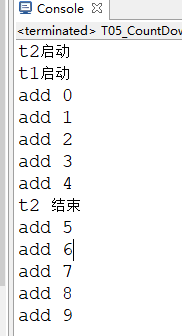 Console
<terminated> T05_CountDow
t2启动
t1启动
add 0
add 1
add 2
add 3
add 4
t2 结束
add 5
add 6
add 7
add 8
add 9